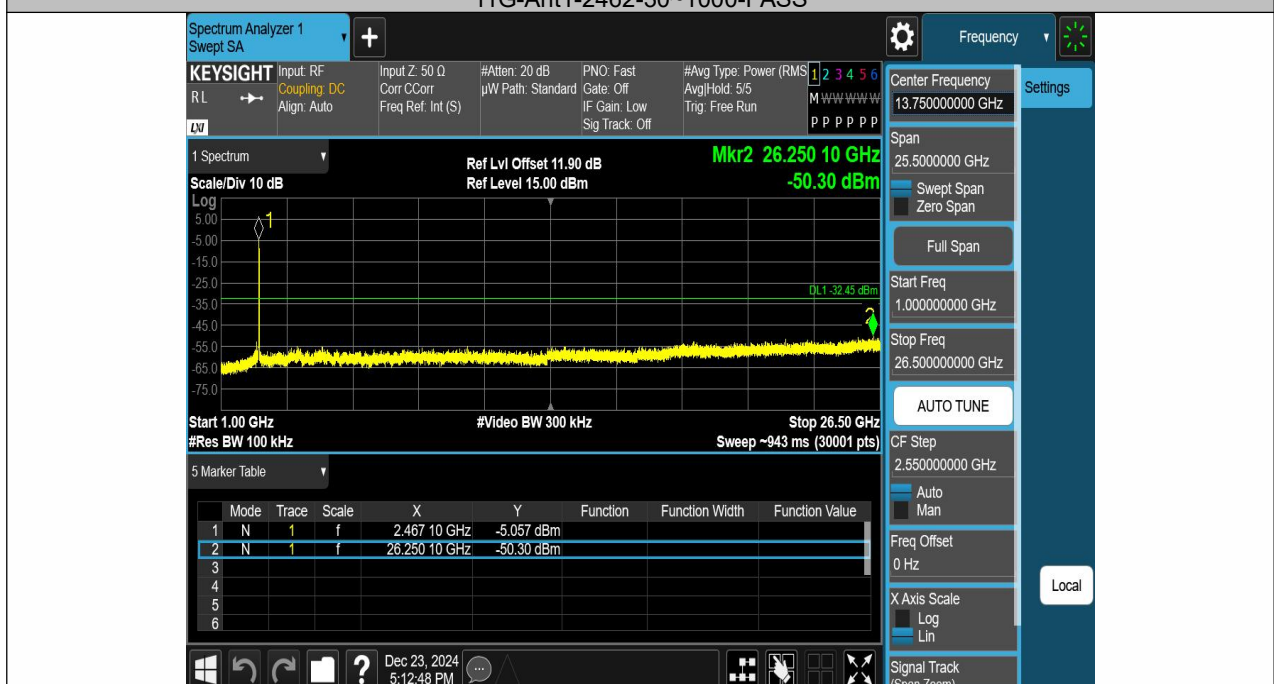 11G-Ant1-2462-30~1000-PASS
Spectrum Analyzer 1
Swept SA
+
Frequency
KEYSIGHT
RL
LXI
Input: RF
Coupling: DC
Align: Auto
Input Z: 50 Ω
Corr CCorr
Freq Ref: Int (S)
#Atten: 20 dB
µW Path: Standard
PNO: Fast
Gate: Off
IF Gain: Low
Sig Track: Off
#Avg Type: Power (RMS
Avg|Hold: 5/5
Trig: Free Run
1 2 3 4 5 6
M W W W W W
P P P P P P
1 Spectrum
Scale/Div 10 dB
Ref Lvl Offset 11.90 dB
Ref Level 15.00 dBm
Mkr2 26.250 10 GHz
-50.30 dBm
Log
5.00
-5.00
-15.0
-25.0
-35.0
-45.0
-55.0
-65.0
-75.0
1
DL1 -32.45 dBm
2
Start 1.00 GHz
#Video BW 300 kHz
Stop 26.50 GHz
#Res BW 100 kHz
Sweep ~943 ms (30001 pts)
5 Marker Table
Mode Trace Scale X Y Function Function Width Function Value
1 N 1 f 2.467 10 GHz -5.057 dBm
2 N 1 f 26.250 10 GHz -50.30 dBm
3
4
5
6
?
Dec 23, 2024
5:12:48 PM
Center Frequency
13.750000000 GHz
Settings
Span
25.5000000 GHz
Swept Span
Zero Span
Full Span
Start Freq
1.000000000 GHz
Stop Freq
26.500000000 GHz
AUTO TUNE
CF Step
2.550000000 GHz
Auto
Man
Freq Offset
0 Hz
Local
X Axis Scale
Log
Lin
Signal Track
(Span Zoom)